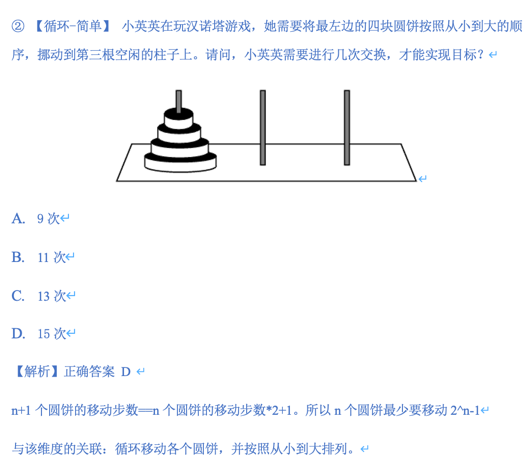 ② 【循环-简单】 小英英在玩汉诺塔游戏，她需要将最左边的四块圆饼按照从小到大的顺
序，挪动到第三根空闲的柱子上。请问，小英英需要进行几次交换，才能实现目标？
A. 9 次
B. 11 次
C. 13 次
D. 15 次
【解析】正确答案 D
n+1 个圆饼的移动步数==n 个圆饼的移动步数*2+1。所以 n 个圆饼最少要移动 2^n-1
与该维度的关联：循环移动各个圆饼，并按照从小到大排列。